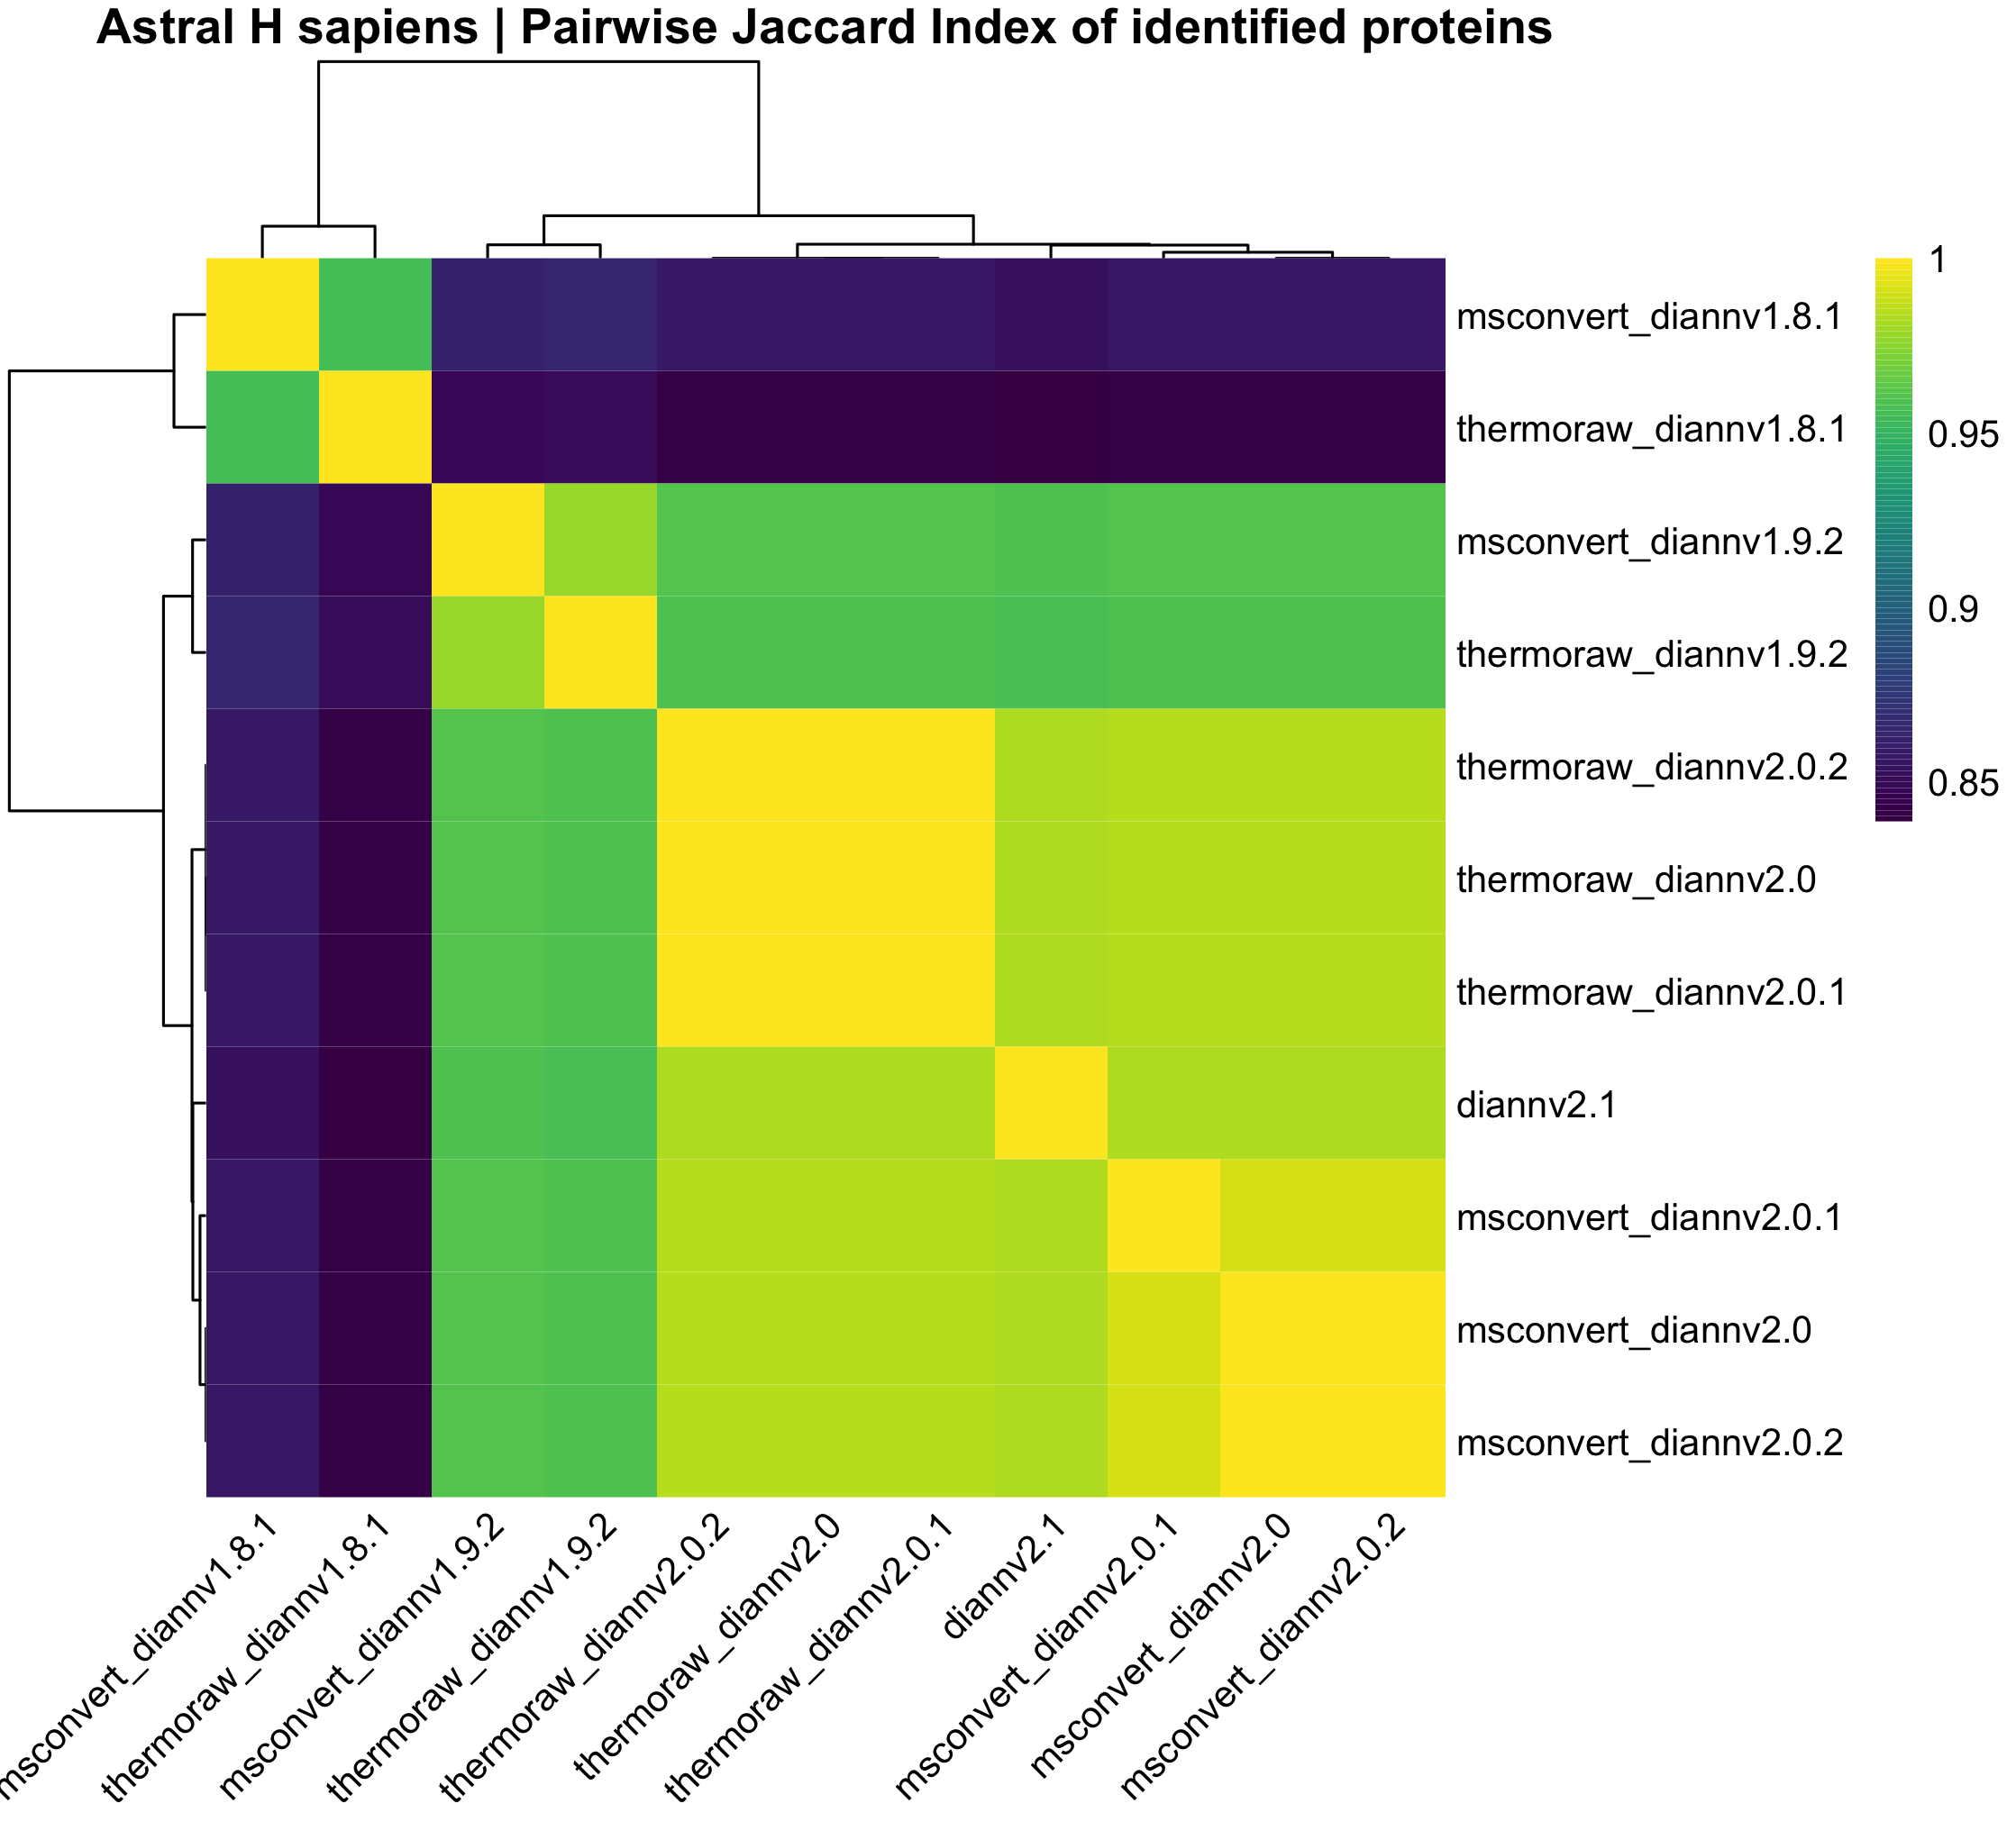 Astral H sapiens | Pairwise Jaccard Index of identified proteins
1
0.95
0.9
0.85
msconvert_diannv1.8.1
thermoraw_diannv1.8.1
msconvert_diannv1.9.2
thermoraw_diannv1.9.2
thermoraw_diannv2.0.2
thermoraw_diannv2.0
thermoraw_diannv2.0.1
diannv2.1
msconvert_diannv2.0.1
msconvert_diannv2.0
msconvert_diannv2.0.2
msconvert_diannv1.8.1
thermoraw_diannv1.8.1
msconvert_diannv1.9.2
thermoraw_diannv1.9.2
thermoraw_diannv2.0.2
thermoraw_diannv2.0
thermoraw_diannv2.0.1
diannv2.1
msconvert_diannv2.0.1
msconvert_diannv2.0
msconvert_diannv2.0.2